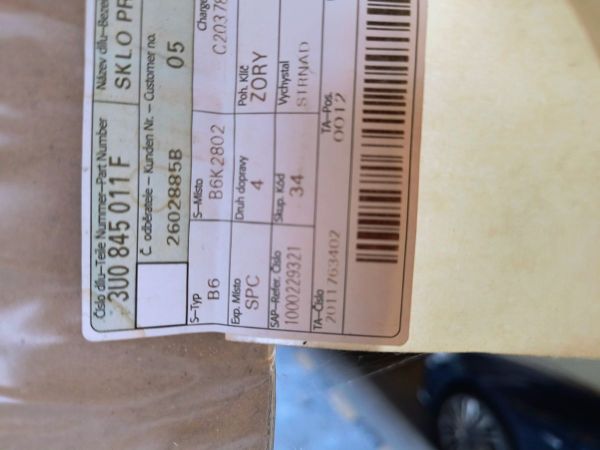 Číslo dílu–Teile Nummer–Part Number
3U0 845 011 F
Název dílu–
SKLO
Č. odběratele – Kunden Nr. – Customer no.
2602885B 05
S–Typ
B6
S–Místo
B6K2802
Charge
C2037
Exp. Místo
SPC
Druh dopravy
4
Poh. Klíč
ZORY
SAP–Refer. Číslo
1000229321
Skup. Kód
34
Vychystal
STRNAD
TA–Číslo
2011763402
TA–Pos.
0012